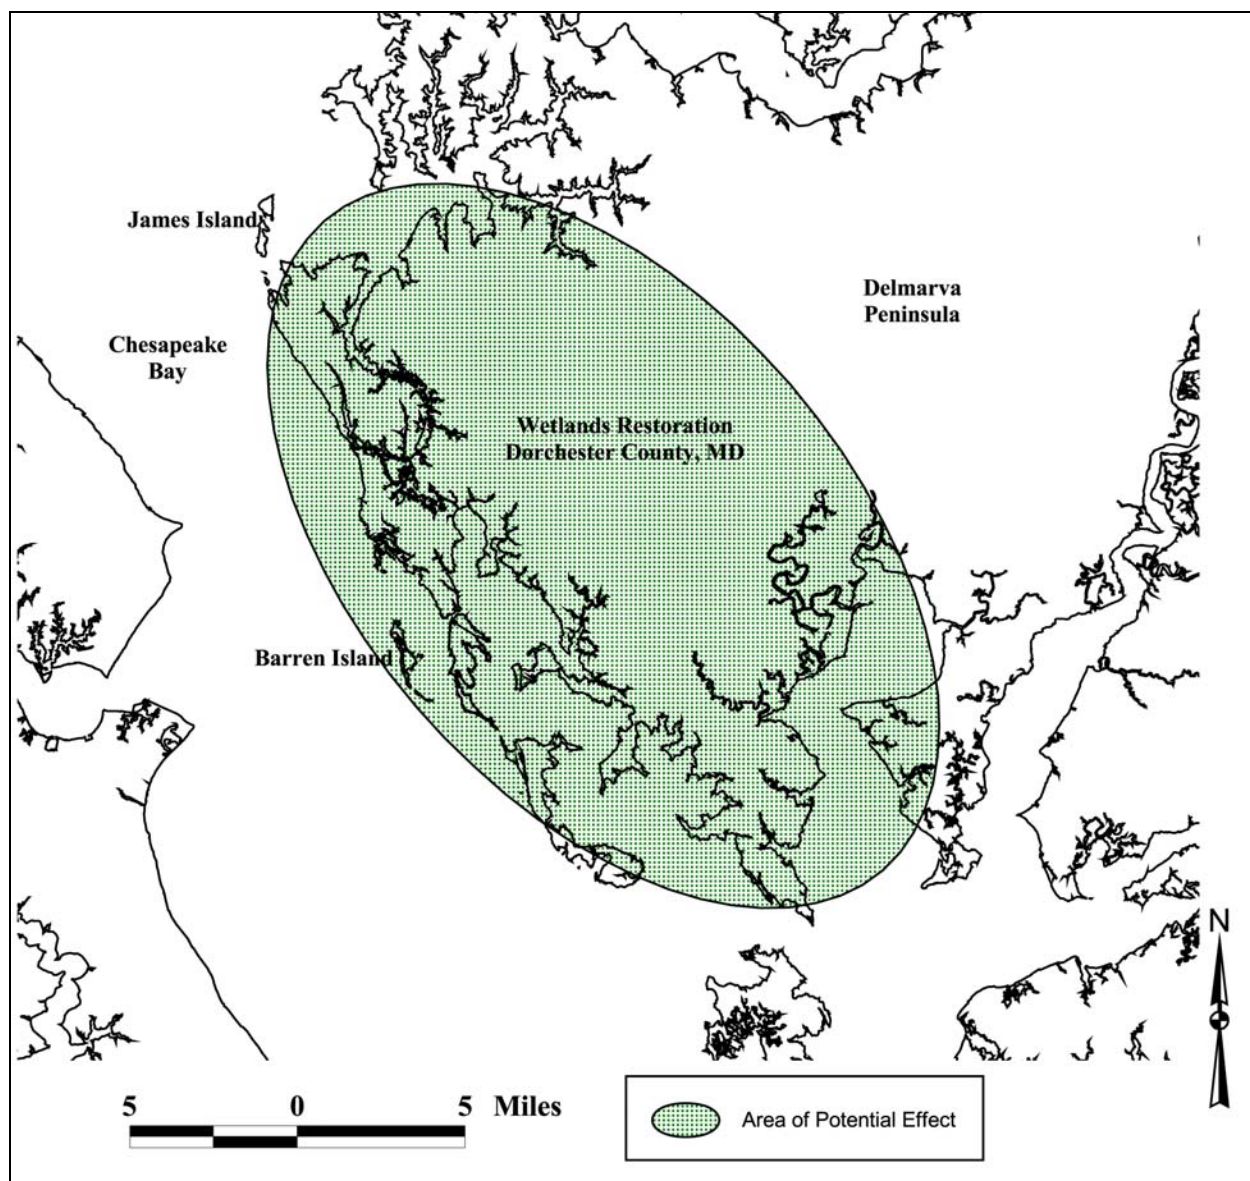 James Island
Delmarva
Peninsula
Chesapeake
Bay
Wetlands Restoration
Dorchester County, MD
Barren Island
N
5 0 5 Miles
Area of Potential Effect